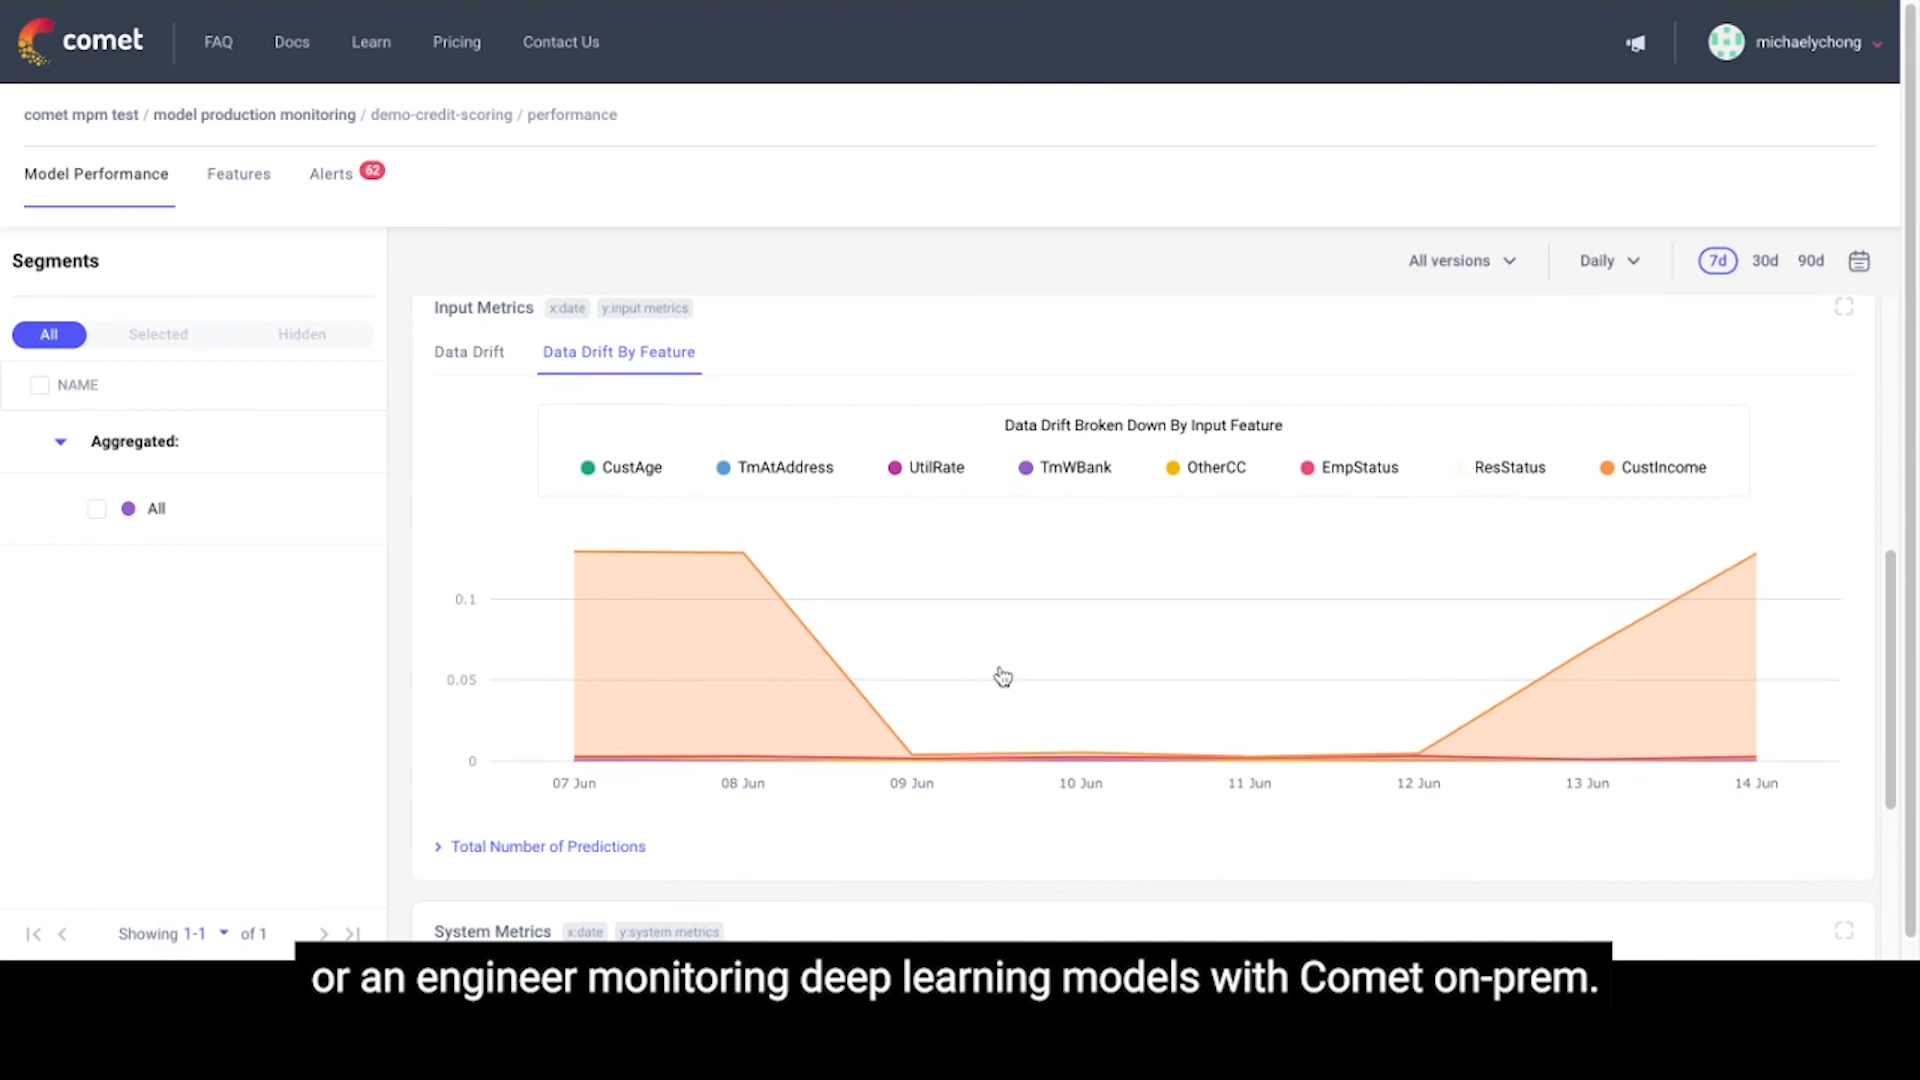 comet FAQ Docs Learn Pricing Contact Us michaelychong
comet mpm test / model production monitoring / demo-credit-scoring / performance
Model Performance Features Alerts 62
Segments
All versions Daily 7d 30d 90d
All Selected Hidden
NAME
Aggregated:
All
Input Metrics x:date y:input metrics
Data Drift Data Drift By Feature
Data Drift Broken Down By Input Feature
CustAge TmAtAddress UtilRate TmWBank OtherCC EmpStatus ResStatus CustIncome
0.1
0.05
0
07 Jun 08 Jun 09 Jun 10 Jun 11 Jun 12 Jun 13 Jun 14 Jun
Total Number of Predictions
Showing 1-1 of 1
System Metrics x:date y:system metrics
or an engineer monitoring deep learning models with Comet on-prem.